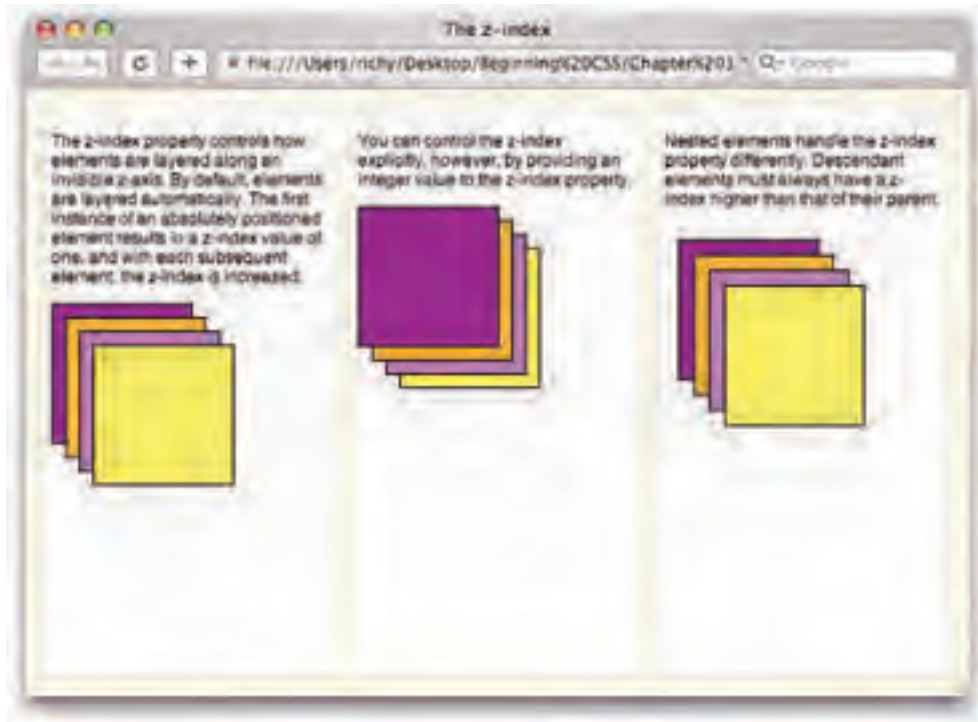 The z-index
file:///Users/richy/Desktop/Beginning%20CSS/Chapter%201
Google
The z-index property controls how
elements are layered along an
invisible z-axis. By default, elements
are layered automatically. The first
instance of an absolutely positioned
element results in a z-index value of
one, and with each subsequent
element, the z-index is increased.
You can control the z-index
explicitly, however, by providing an
integer value to the z-index property.
Nested elements handle the z-index
property differently. Descendant
elements must always have a z-
index higher than that of their parent.